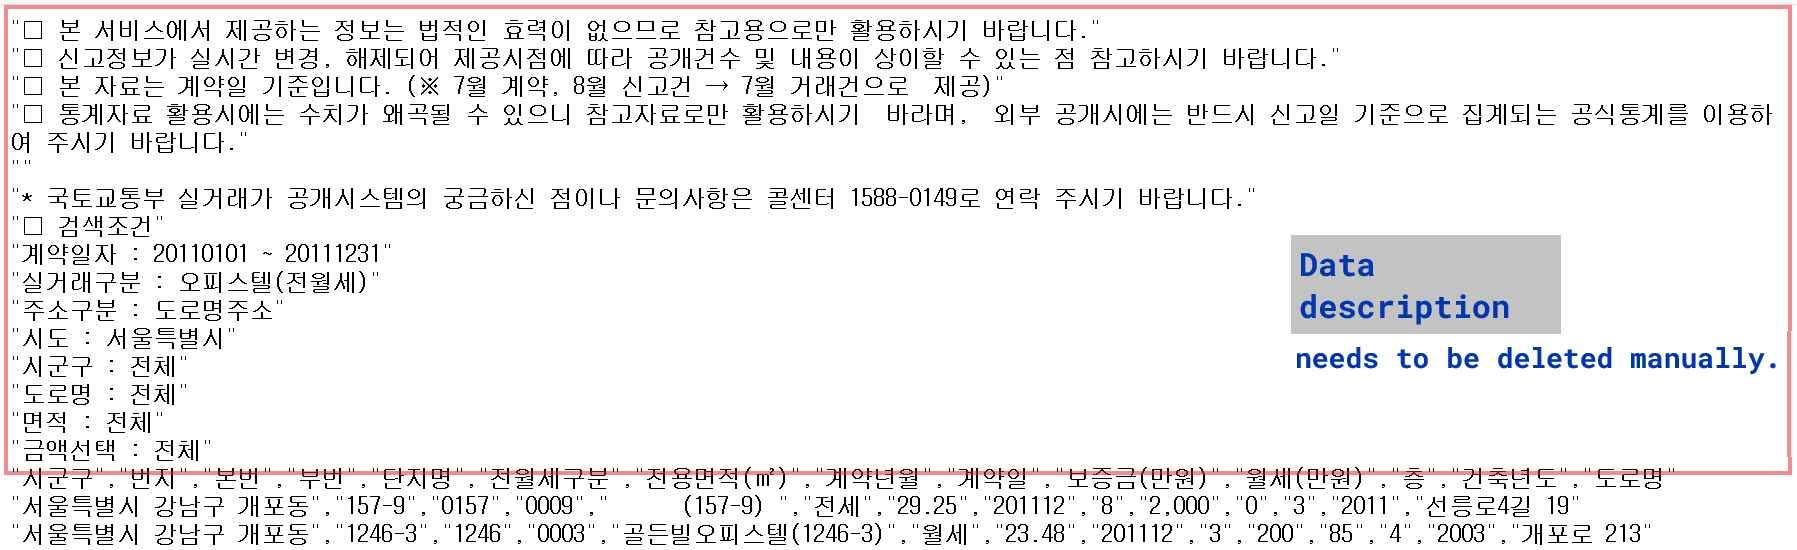 "□ 본 서비스에서 제공하는 정보는 법적인 효력이 없으므로 참고용으로만 활용하시기 바랍니다."
"□ 신고정보가 실시간 변경, 해제되어 제공시점에 따라 공개건수 및 내용이 상이할 수 있는 점 참고하시기 바랍니다."
"□ 본 자료는 계약일 기준입니다. (※ 7월 계약, 8월 신고건 → 7월 거래건으로  제공)"
"□ 통계자료 활용시에는 수치가 왜곡될 수 있으니 참고자료로만 활용하시기  바라며,  외부 공개시에는 반드시 신고일 기준으로 집계되는 공식통계를 이용하
여 주시기 바랍니다."
""
"* 국토교통부 실거래가 공개시스템의 궁금하신 점이나 문의사항은 콜센터 1588-0149로 연락 주시기 바랍니다."
"□ 검색조건"
"계약일자 : 20110101 ~ 20111231"
"실거래구분 : 오피스텔(전월세)"
"주소구분 : 도로명주소"
"시도 : 서울특별시"
"시군구 : 전체"
"도로명 : 전체"
"면적 : 전체"
"금액선택 : 전체"
Data
description
needs to be deleted manually.
"시군구","번지","본번","부번","단지명","전월세구분","전용면적(㎡)","계약년월","계약일","보증금(만원)","월세(만원)","층","건축년도","도로명"
"서울특별시 강남구 개포동","157-9","0157","0009","      (157-9) ","전세","29.25","201112","8","2,000","0","3","2011","선릉로4길 19"
"서울특별시 강남구 개포동","1246-3","1246","0003","골든빌오피스텔(1246-3)","월세","23.48","201112","3","200","85","4","2003","개포로 213"